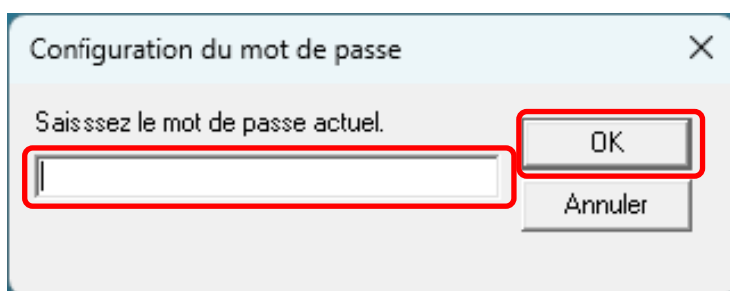 Configuration du mot de passe
Saisssez le mot de passe actuel.
OK
Annuler